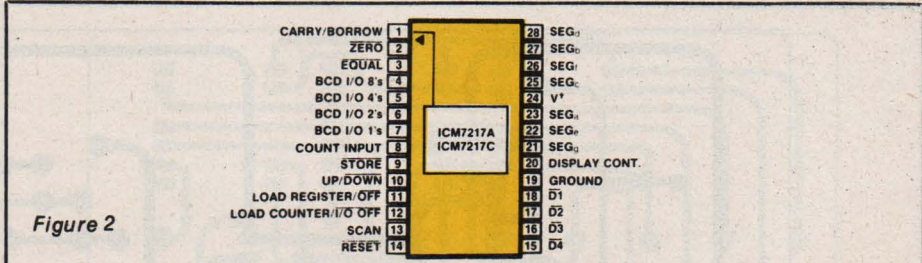 CARRY/BORROW 1 28 SEGd
ZERO 2 27 SEGb
EQUAL 3 26 SEGf
BCD I/O 8's 4 25 SEGc
BCD I/O 4's 5 24 V+
BCD I/O 2's 6 23 SEGa
BCD I/O 1's 7 22 SEGe
ICM7217A
ICM7217C
COUNT INPUT 8 21 SEGg
STORE 9 20 DISPLAY CONT.
UP/DOWN 10 19 GROUND
LOAD REGISTER/OFF 11 18 D1
LOAD COUNTER/I/O OFF 12 17 D2
SCAN 13 16 D3
RESET 14 15 D4
Figure 2